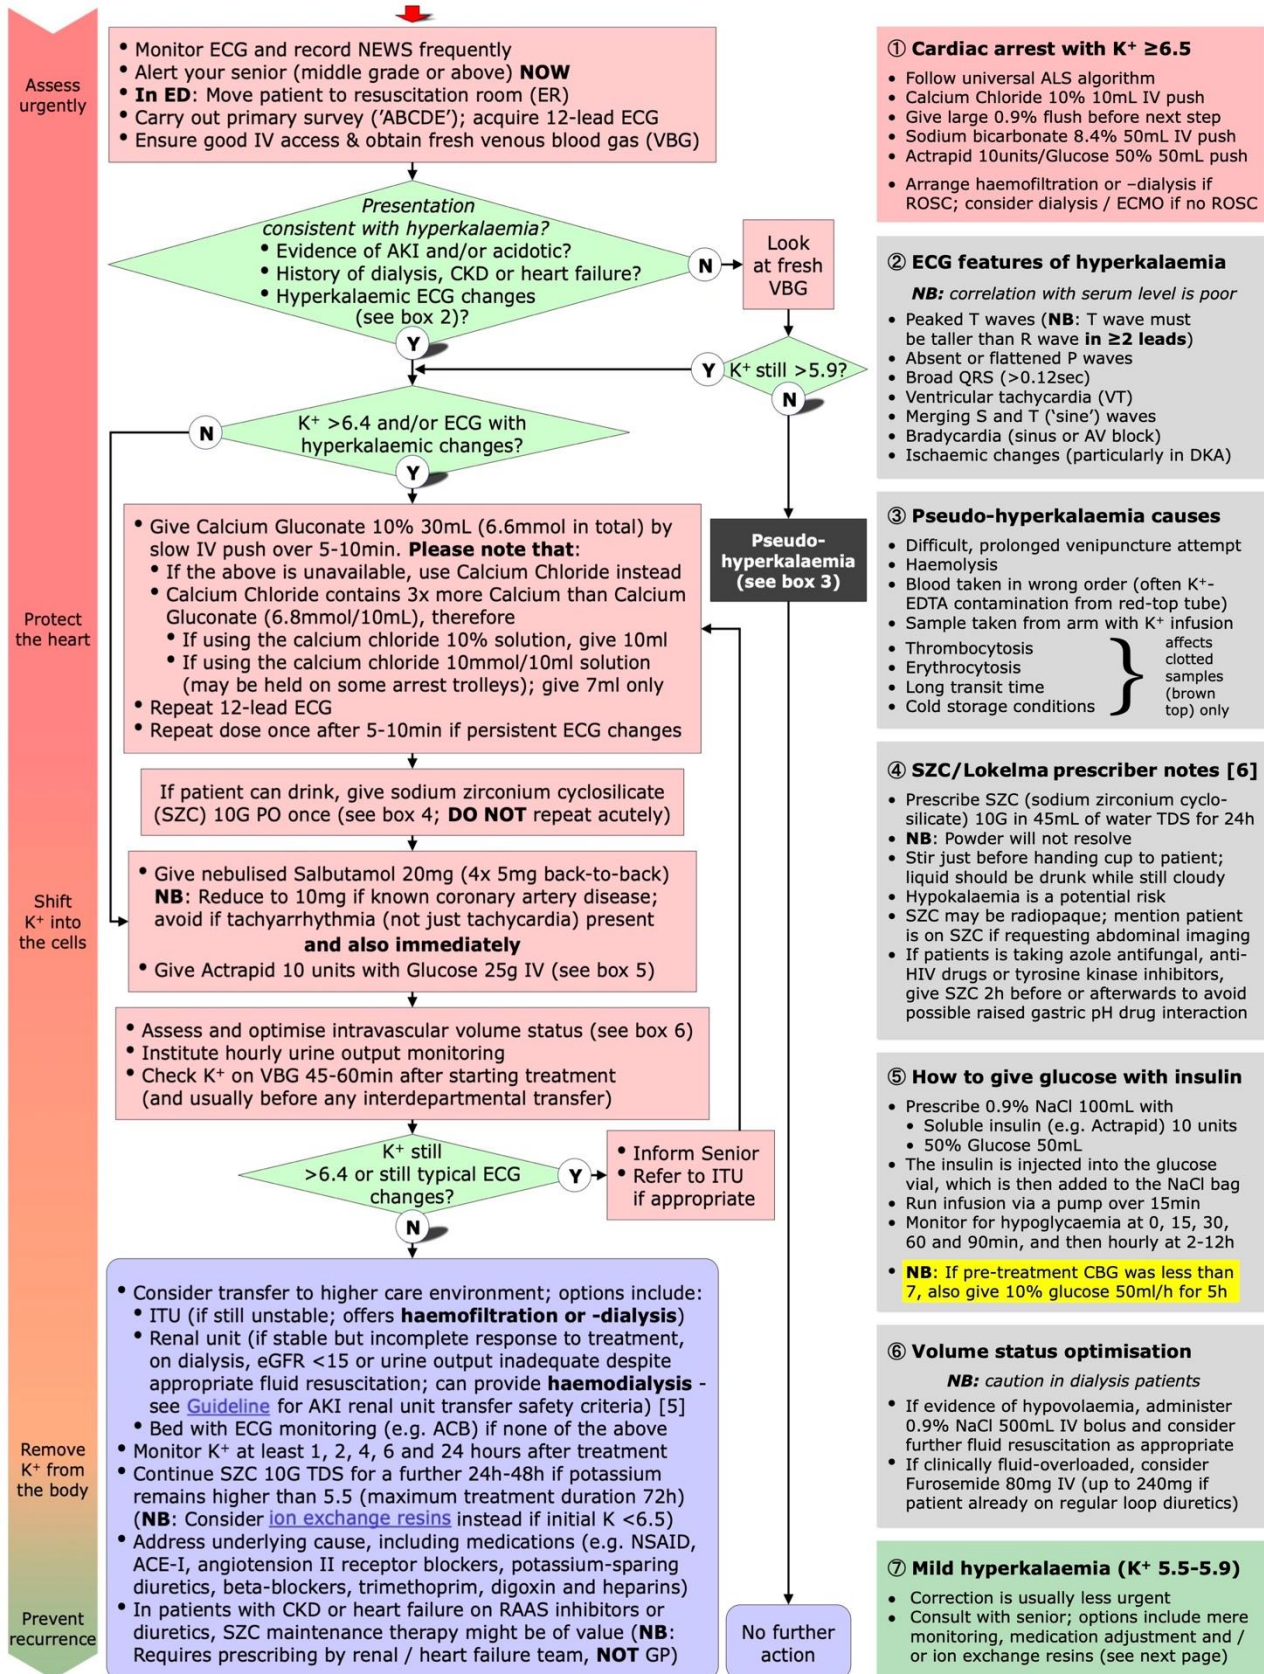 Assess
urgently
Protect
the heart
Shift
K⁺ into
the cells
Remove
K⁺ from
the body
Prevent
recurrence
• Monitor ECG and record NEWS frequently
• Alert your senior (middle grade or above) NOW
• In ED: Move patient to resuscitation room (ER)
• Carry out primary survey ('ABCDE'); acquire 12-lead ECG
• Ensure good IV access & obtain fresh venous blood gas (VBG)
Presentation
consistent with hyperkalaemia?
• Evidence of AKI and/or acidotic?
• History of dialysis, CKD or heart failure?
• Hyperkalaemic ECG changes
(see box 2)?
N
Look
at fresh
VBG
Y
Y
K⁺ still >5.9?
N
N
K⁺ >6.4 and/or ECG with
hyperkalaemic changes?
Y
• Give Calcium Gluconate 10% 30mL (6.6mmol in total) by
slow IV push over 5-10min. Please note that:
• If the above is unavailable, use Calcium Chloride instead
• Calcium Chloride contains 3x more Calcium than Calcium
Gluconate (6.8mmol/10mL), therefore
• If using the calcium chloride 10% solution, give 10ml
• If using the calcium chloride 10mmol/10ml solution
(may be held on some arrest trolleys); give 7ml only
• Repeat 12-lead ECG
• Repeat dose once after 5-10min if persistent ECG changes
Pseudo-
hyperkalaemia
(see box 3)
If patient can drink, give sodium zirconium cyclosilicate
(SZC) 10G PO once (see box 4; DO NOT repeat acutely)
• Give nebulised Salbutamol 20mg (4x 5mg back-to-back)
NB: Reduce to 10mg if known coronary artery disease;
avoid if tachyarrhythmia (not just tachycardia) present
and also immediately
• Give Actrapid 10 units with Glucose 25g IV (see box 5)
• Assess and optimise intravascular volume status (see box 6)
• Institute hourly urine output monitoring
• Check K⁺ on VBG 45-60min after starting treatment
(and usually before any interdepartmental transfer)
K⁺ still
>6.4 or still typical ECG
changes?
Y
• Inform Senior
• Refer to ITU
if appropriate
N
• Consider transfer to higher care environment; options include:
• ITU (if still unstable; offers haemofiltration or -dialysis)
• Renal unit (if stable but incomplete response to treatment,
on dialysis, eGFR <15 or urine output inadequate despite
appropriate fluid resuscitation; can provide haemodialysis -
see Guideline for AKI renal unit transfer safety criteria) [5]
• Bed with ECG monitoring (e.g. ACB) if none of the above
• Monitor K⁺ at least 1, 2, 4, 6 and 24 hours after treatment
• Continue SZC 10G TDS for a further 24h-48h if potassium
remains higher than 5.5 (maximum treatment duration 72h)
(NB: Consider ion exchange resins instead if initial K <6.5)
• Address underlying cause, including medications (e.g. NSAID,
ACE-I, angiotension II receptor blockers, potassium-sparing
diuretics, beta-blockers, trimethoprim, digoxin and heparins)
• In patients with CKD or heart failure on RAAS inhibitors or
diuretics, SZC maintenance therapy might be of value (NB:
Requires prescribing by renal / heart failure team, NOT GP)
No further
action
① Cardiac arrest with K⁺ ≥6.5
• Follow universal ALS algorithm
• Calcium Chloride 10% 10mL IV push
• Give large 0.9% flush before next step
• Sodium bicarbonate 8.4% 50mL IV push
• Actrapid 10units/Glucose 50% 50mL push
• Arrange haemofiltration or –dialysis if
ROSC; consider dialysis / ECMO if no ROSC
② ECG features of hyperkalaemia
NB: correlation with serum level is poor
• Peaked T waves (NB: T wave must
be taller than R wave in ≥2 leads)
• Absent or flattened P waves
• Broad QRS (>0.12sec)
• Ventricular tachycardia (VT)
• Merging S and T ('sine') waves
• Bradycardia (sinus or AV block)
• Ischaemic changes (particularly in DKA)
③ Pseudo-hyperkalaemia causes
• Difficult, prolonged venipuncture attempt
• Haemolysis
• Blood taken in wrong order (often K⁺-
EDTA contamination from red-top tube)
• Sample taken from arm with K⁺ infusion
• Thrombocytosis
• Erythrocytosis
• Long transit time
• Cold storage conditions
affects
clotted
samples
(brown
top) only
④ SZC/Lokelma prescriber notes [6]
• Prescribe SZC (sodium zirconium cyclo-
silicate) 10G in 45mL of water TDS for 24h
• NB: Powder will not resolve
• Stir just before handing cup to patient;
liquid should be drunk while still cloudy
• Hypokalaemia is a potential risk
• SZC may be radiopaque; mention patient
is on SZC if requesting abdominal imaging
• If patients is taking azole antifungal, anti-
HIV drugs or tyrosine kinase inhibitors,
give SZC 2h before or afterwards to avoid
possible raised gastric pH drug interaction
⑤ How to give glucose with insulin
• Prescribe 0.9% NaCl 100mL with
• Soluble insulin (e.g. Actrapid) 10 units
• 50% Glucose 50mL
• The insulin is injected into the glucose
vial, which is then added to the NaCl bag
• Run infusion via a pump over 15min
• Monitor for hypoglycaemia at 0, 15, 30,
60 and 90min, and then hourly at 2-12h
• NB: If pre-treatment CBG was less than
7, also give 10% glucose 50ml/h for 5h
⑥ Volume status optimisation
NB: caution in dialysis patients
• If evidence of hypovolaemia, administer
0.9% NaCl 500mL IV bolus and consider
further fluid resuscitation as appropriate
• If clinically fluid-overloaded, consider
Furosemide 80mg IV (up to 240mg if
patient already on regular loop diuretics)
⑦ Mild hyperkalaemia (K⁺ 5.5-5.9)
• Correction is usually less urgent
• Consult with senior; options include mere
monitoring, medication adjustment and /
or ion exchange resins (see next page)